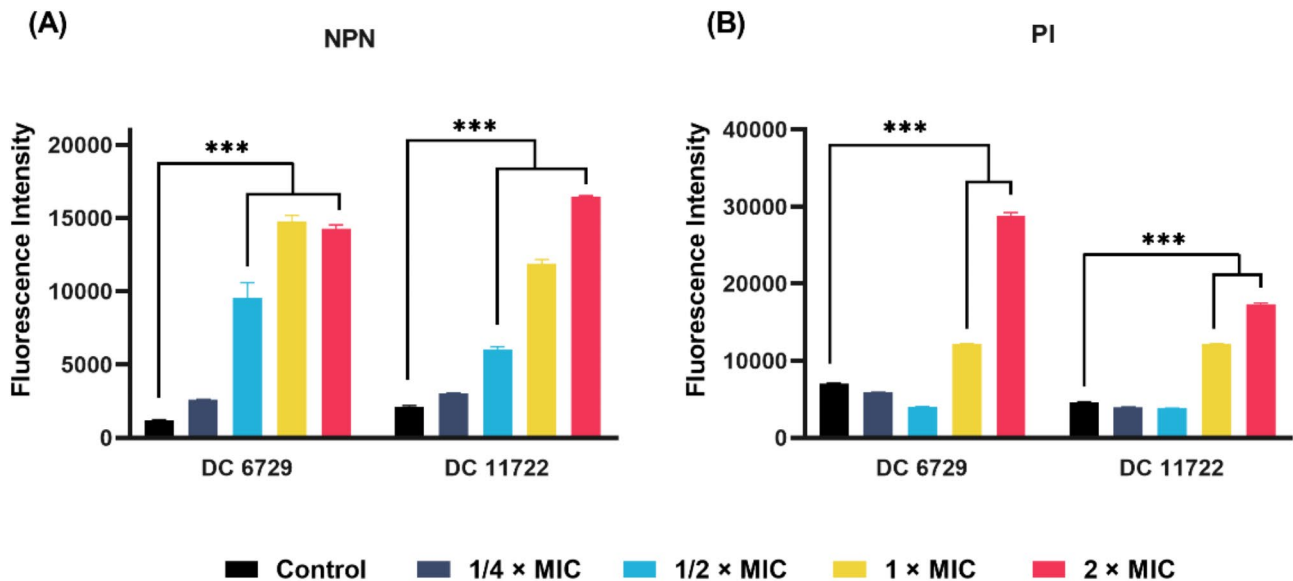 (A)
NPN
Fluorescence Intensity
20000
15000
10000
5000
0
***
***
DC 6729
DC 11722
(B)
PI
Fluorescence Intensity
40000
30000
20000
10000
0
***
***
DC 6729
DC 11722
Control 1/4 × MIC 1/2 × MIC 1 × MIC 2 × MIC